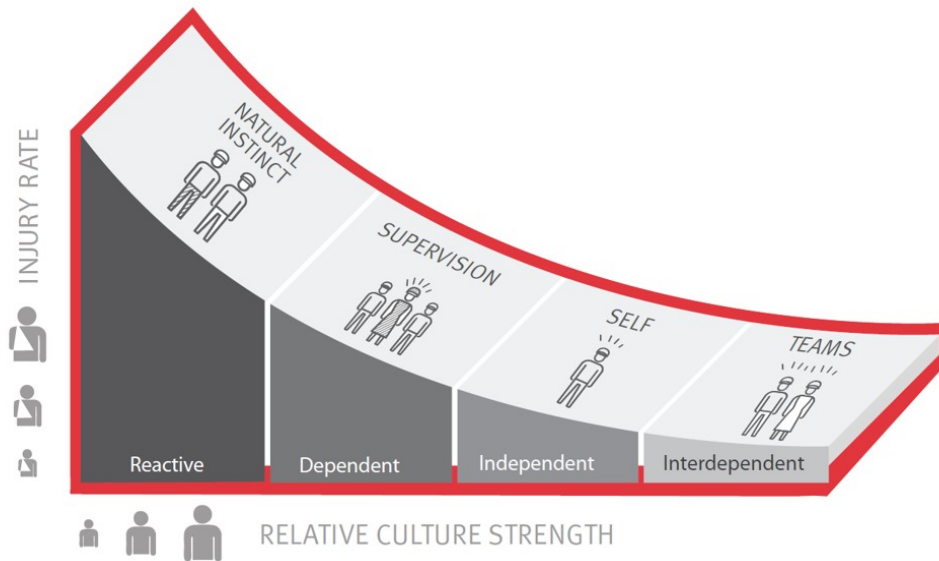 NATURAL
INSTINCT
SUPERVISION
SELF
TEAMS
INJURY RATE
Reactive
Dependent
Independent
Interdependent
RELATIVE CULTURE STRENGTH